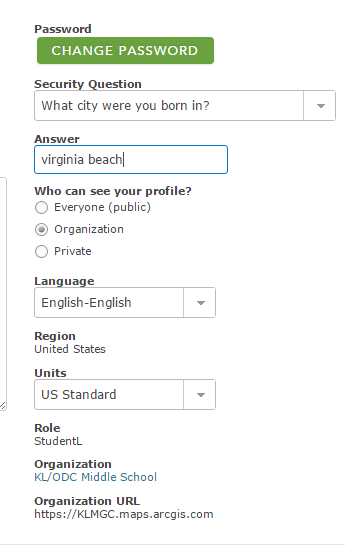 Password
CHANGE PASSWORD
Security Question
What city were you born in?
Answer
virginia beach
Who can see your profile?
Everyone (public)
Organization
Private
Language
English-English
Region
United States
Units
US Standard
Role
StudentL
Organization
KL/ODC Middle School
Organization URL
https://KLMGC.maps.arcgis.com